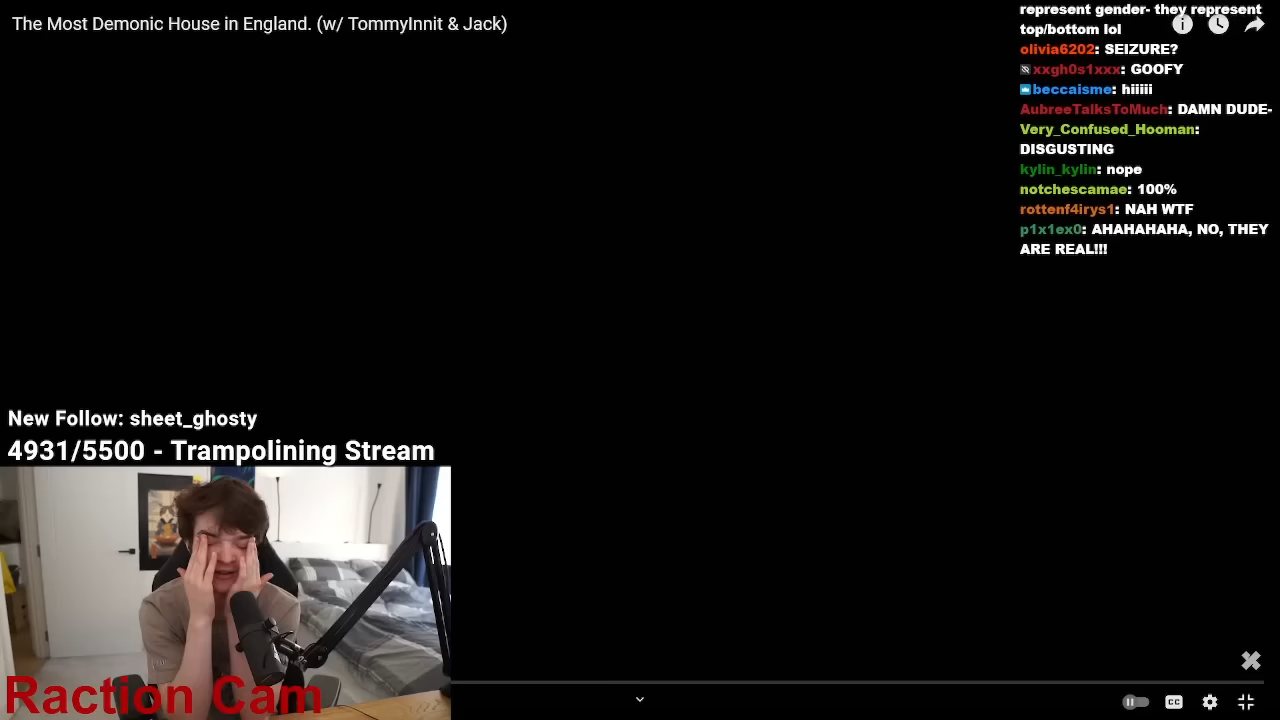 The Most Demonic House in England. (w/ TommyInnit & Jack)
represent gender- they represent
top/bottom lol
olivia6202: SEIZURE?
xxgh0s1xxx: GOOFY
beccaisme: hiiiii
AubreeTalksToMuch: DAMN DUDE-
Very_Confused_Hooman:
DISGUSTING
kylin_kylin: nope
notchescamae: 100%
rottenf4irys1: NAH WTF
p1x1ex0: AHAHAHAHA, NO, THEY
ARE REAL!!!
New Follow: sheet_ghosty
4931/5500 - Trampolining Stream
Raction Cam
CC